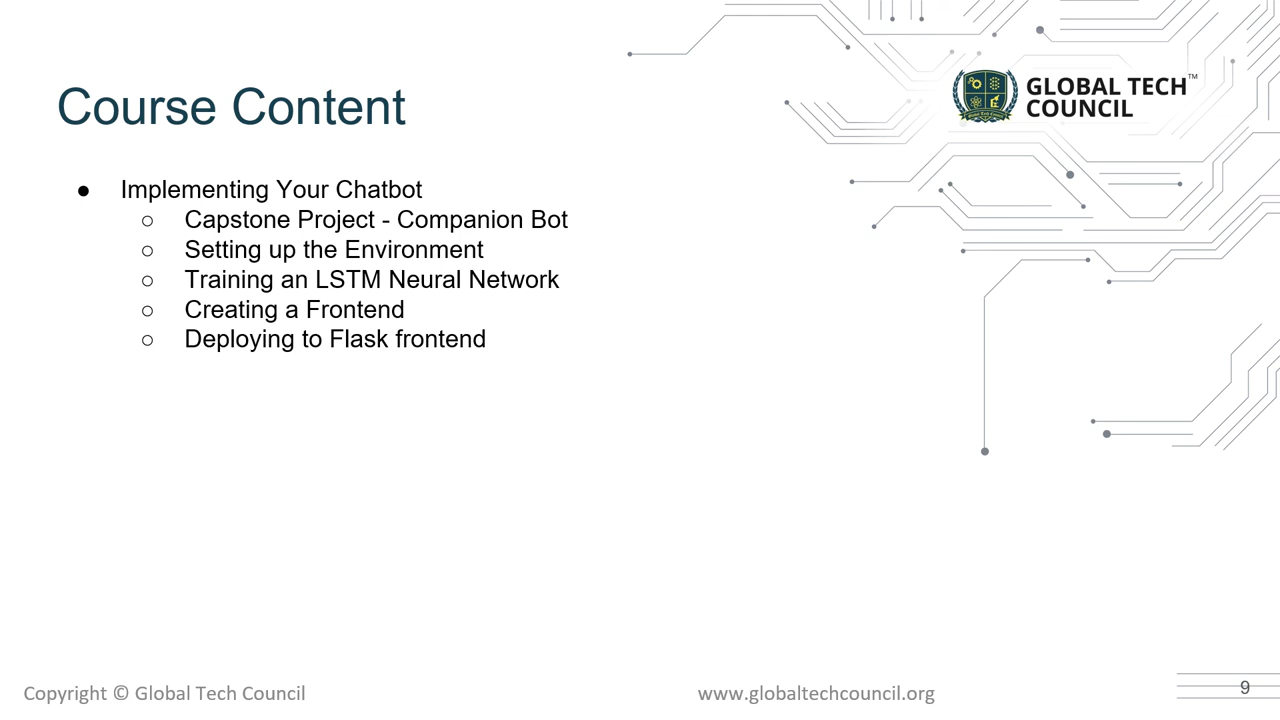 GLOBAL TECH™
COUNCIL
Course Content
● Implementing Your Chatbot
○ Capstone Project - Companion Bot
○ Setting up the Environment
○ Training an LSTM Neural Network
○ Creating a Frontend
○ Deploying to Flask frontend
Copyright © Global Tech Council
www.globaltechcouncil.org
9